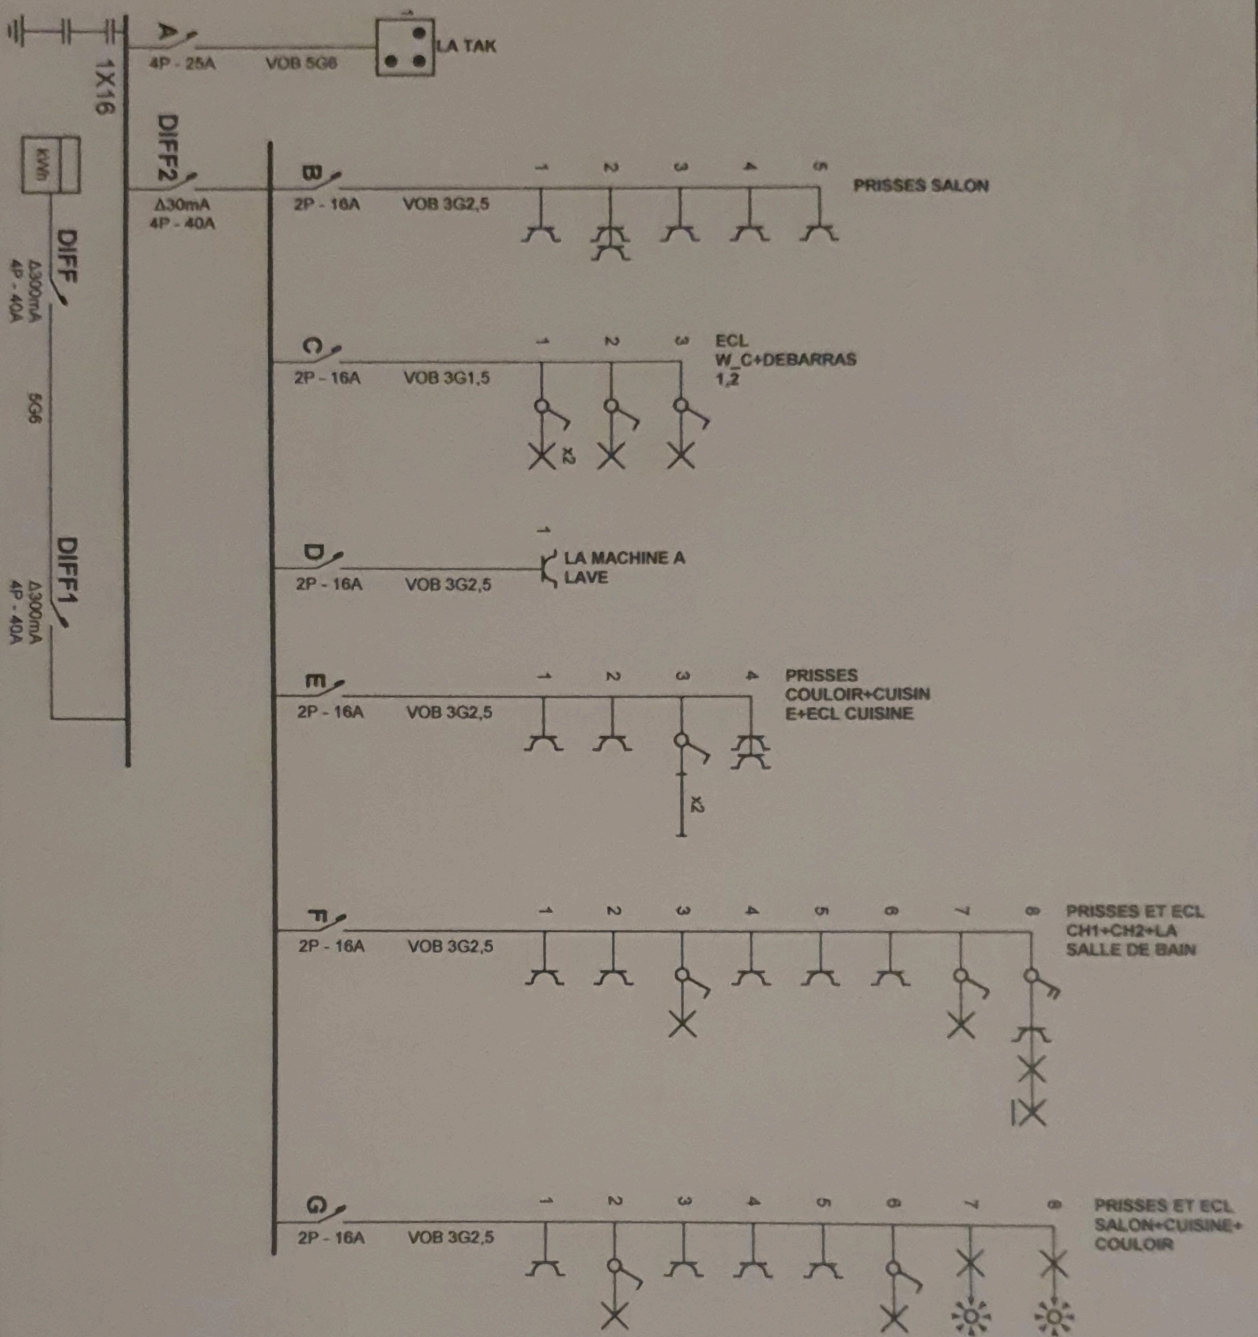 A
4P - 25A
VOB 5G6
1
LA TAK
1X16
kWh
DIFF
Δ300mA
4P - 40A
5G6
DIFF1
Δ300mA
4P - 40A
DIFF2
Δ30mA
4P - 40A
B
2P - 16A
VOB 3G2,5
1
2
3
4
5
PRISSES SALON
C
2P - 16A
VOB 3G1,5
1
x2
2
3
ECL
W_C+DEBARRAS
1,2
D
2P - 16A
VOB 3G2,5
1
LA MACHINE A
LAVE
E
2P - 16A
VOB 3G2,5
1
2
3
x2
4
PRISSES
COULOIR+CUISIN
E+ECL CUISINE
F
2P - 16A
VOB 3G2,5
1
2
3
4
5
6
7
8
PRISSES ET ECL
CH1+CH2+LA
SALLE DE BAIN
G
2P - 16A
VOB 3G2,5
1
2
3
4
5
6
7
8
PRISSES ET ECL
SALON+CUISINE+
COULOIR